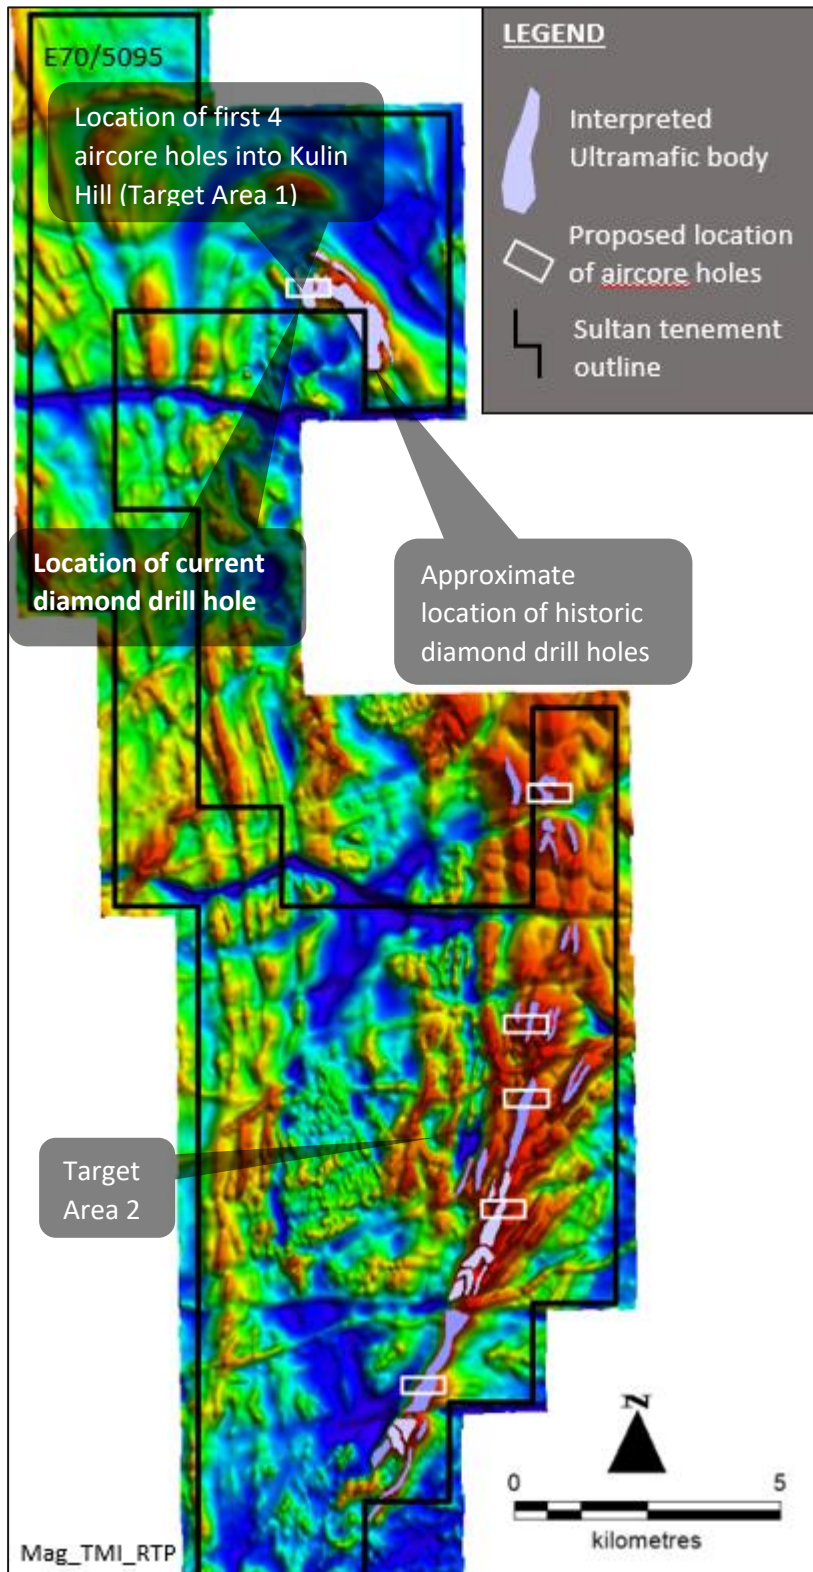 E70/5095
Location of first 4
aircore holes into Kulin
Hill (Target Area 1)
LEGEND
Interpreted
Ultramafic body
Proposed location
of aircore holes
Sultan tenement
outline
Location of current
diamond drill hole
Approximate
location of historic
diamond drill holes
Target
Area 2
N
0 5
kilometres
Mag_TMI_RTP